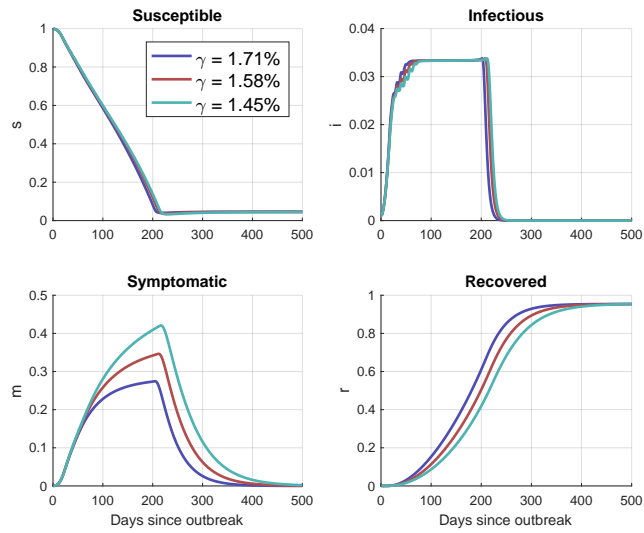 Susceptible
1
0.8
0.6
0.4
0.2
0
s
0 100 200 300 400 500
γ = 1.71%
γ = 1.58%
γ = 1.45%
Infectious
0.04
0.03
0.02
0.01
0
i
0 100 200 300 400 500
Symptomatic
0.5
0.4
0.3
0.2
0.1
0
m
0 100 200 300 400 500
Days since outbreak
Recovered
1
0.8
0.6
0.4
0.2
0
r
0 100 200 300 400 500
Days since outbreak